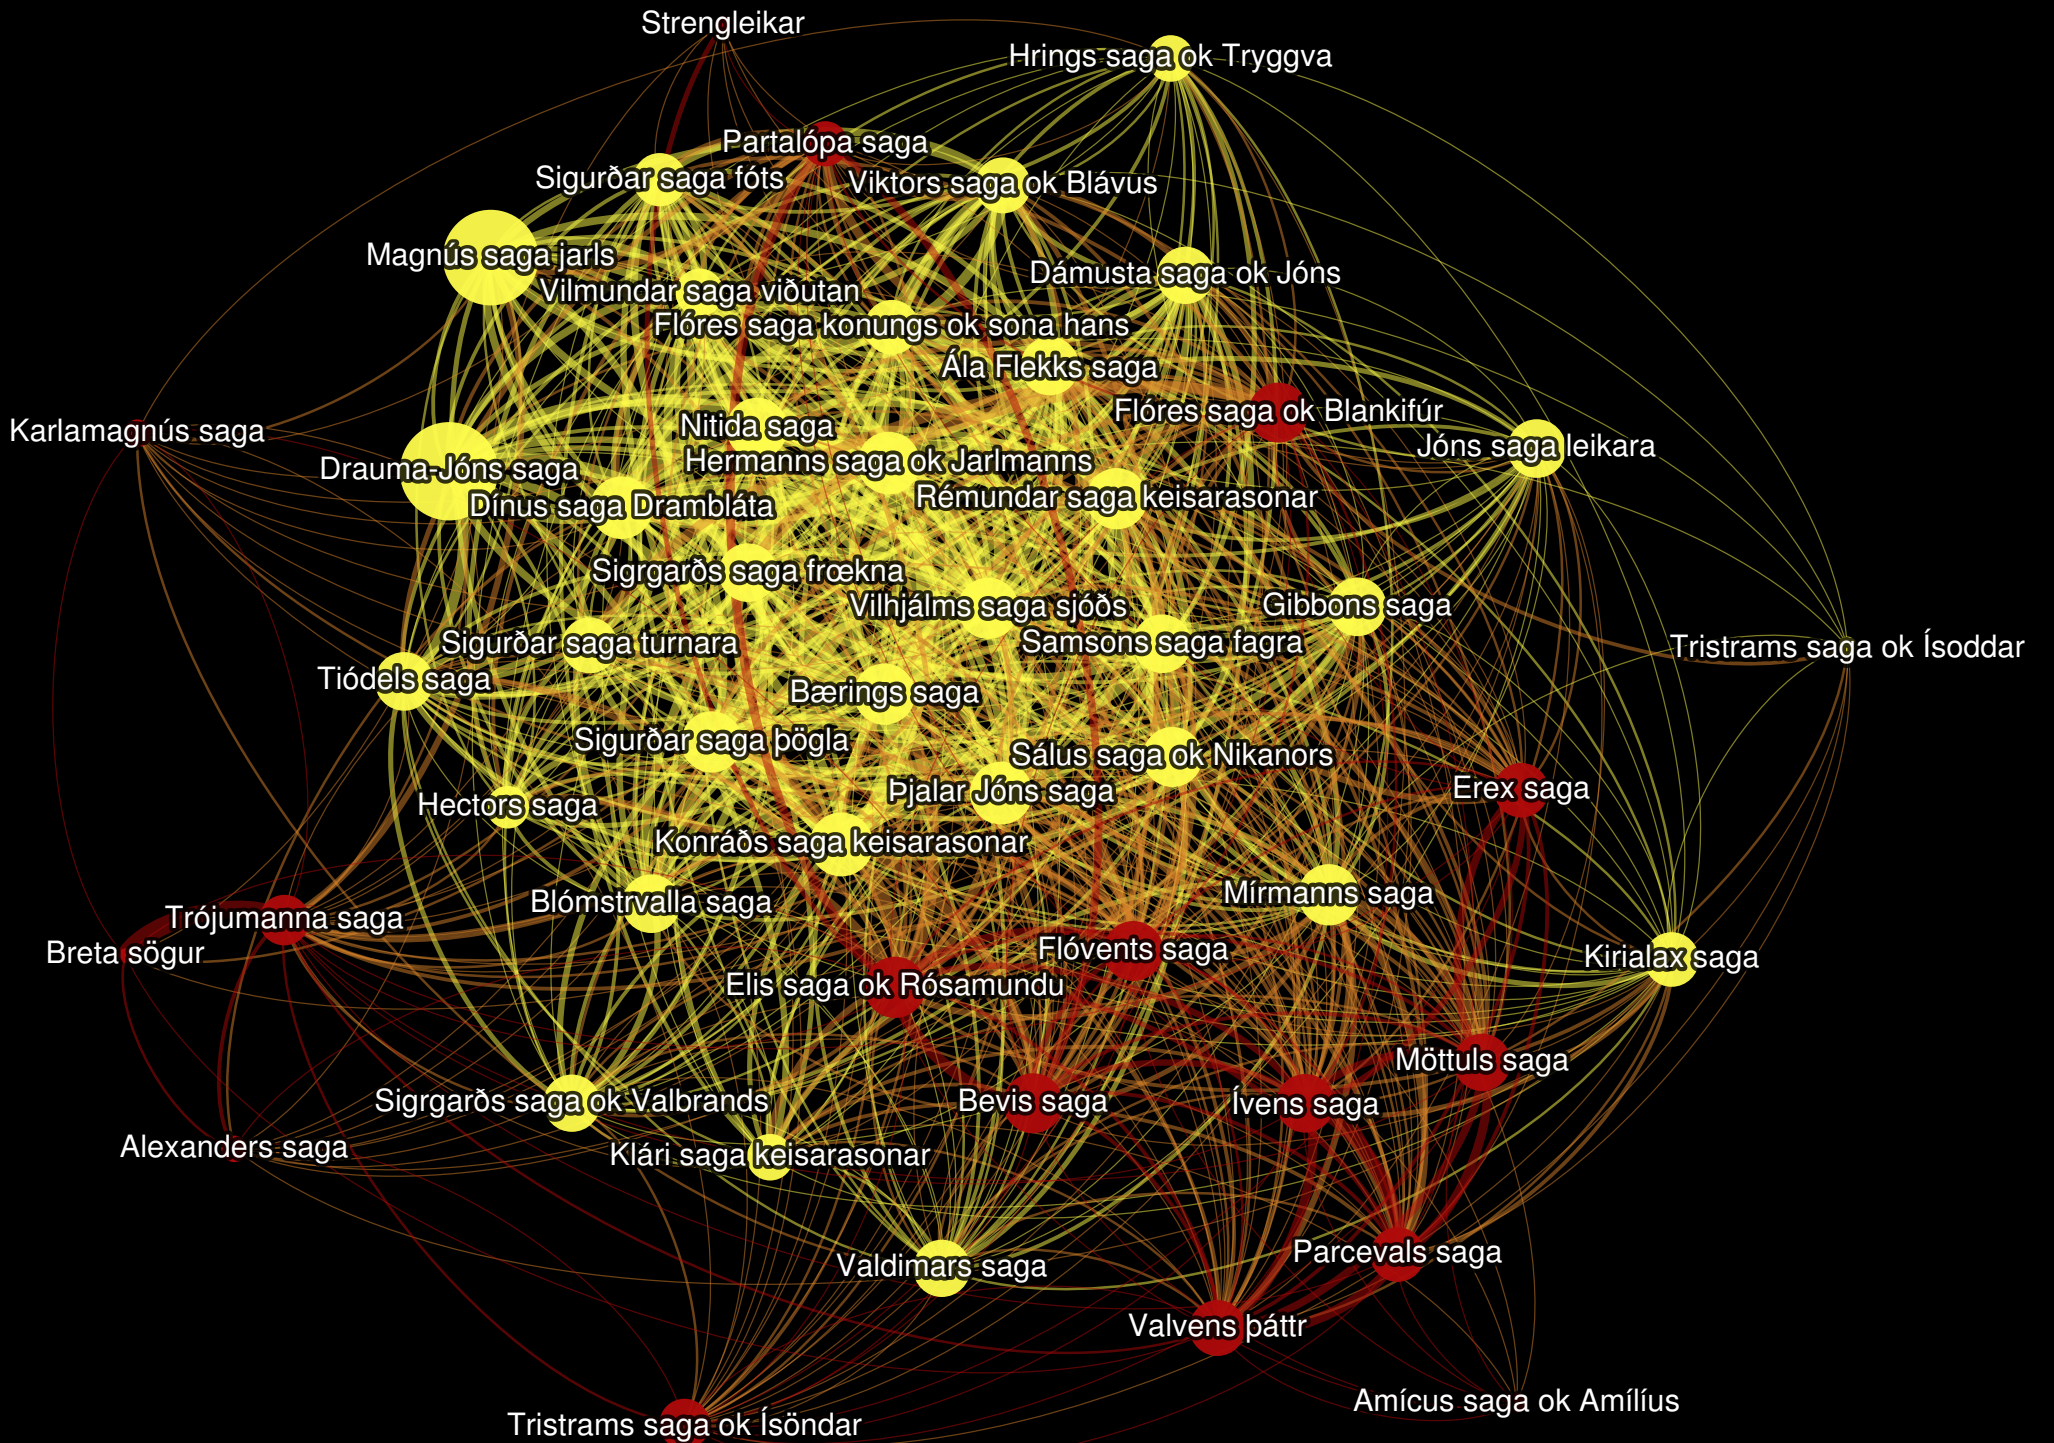 Strengleikar
Hrings saga ok Tryggva
Partalópa saga
Sigurðar saga fóts
Viktors saga ok Blávus
Magnús saga jarls
Dámusta saga ok Jóns
Vilmundar saga viðutan
Flóres saga konungs ok sona hans
Ála Flekks saga
Flóres saga ok Blankifúr
Nitida saga
Karlamagnús saga
Jóns saga leikara
Hermanns saga ok Jarlmanns
Drauma-Jóns saga
Rémundar saga keisarasonar
Dínus saga Drambláta
Sigrgarðs saga frœkna
Vilhjálms saga sjóðs
Gibbons saga
Sigurðar saga turnara
Samsons saga fagra
Tristrams saga ok Ísoddar
Tiódels saga
Bærings saga
Sigurðar saga þögla
Sálus saga ok Nikanors
Erex saga
Þjalar Jóns saga
Hectors saga
Konráðs saga keisarasonar
Mírmanns saga
Blómstrvalla saga
Trójumanna saga
Flóvents saga
Breta sögur
Kirialax saga
Elis saga ok Rósamundu
Möttuls saga
Sigrgarðs saga ok Valbrands
Bevis saga
Ívens saga
Alexanders saga
Klári saga keisarasonar
Parcevals saga
Valdimars saga
Valvens þáttr
Amícus saga ok Amílíus
Tristrams saga ok Ísöndar